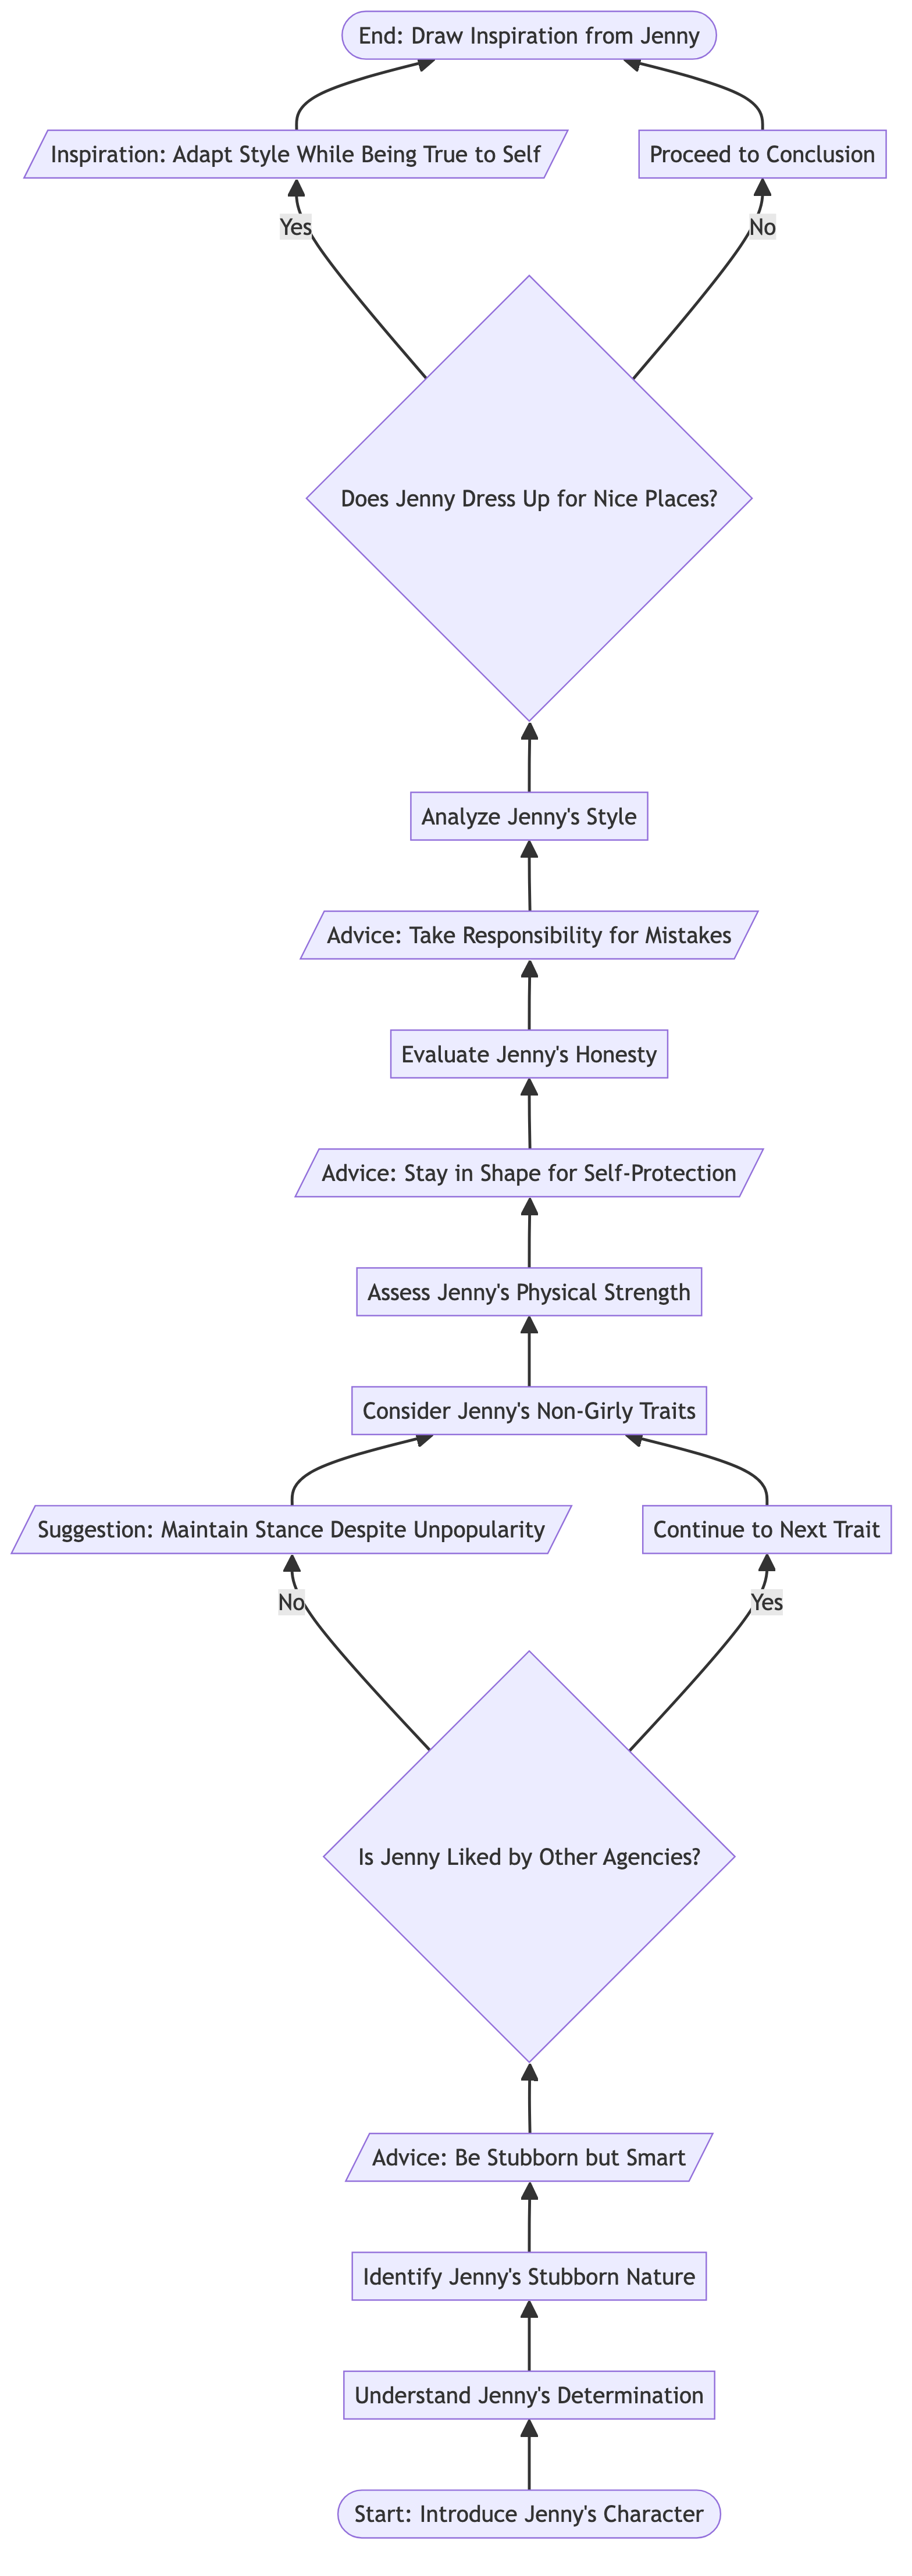 End: Draw Inspiration from Jenny
Inspiration: Adapt Style While Being True to Self
Proceed to Conclusion
Yes
No
Does Jenny Dress Up for Nice Places?
Analyze Jenny's Style
Advice: Take Responsibility for Mistakes
Evaluate Jenny's Honesty
Advice: Stay in Shape for Self-Protection
Assess Jenny's Physical Strength
Consider Jenny's Non-Girly Traits
Suggestion: Maintain Stance Despite Unpopularity
Continue to Next Trait
No
Yes
Is Jenny Liked by Other Agencies?
Advice: Be Stubborn but Smart
Identify Jenny's Stubborn Nature
Understand Jenny's Determination
Start: Introduce Jenny's Character